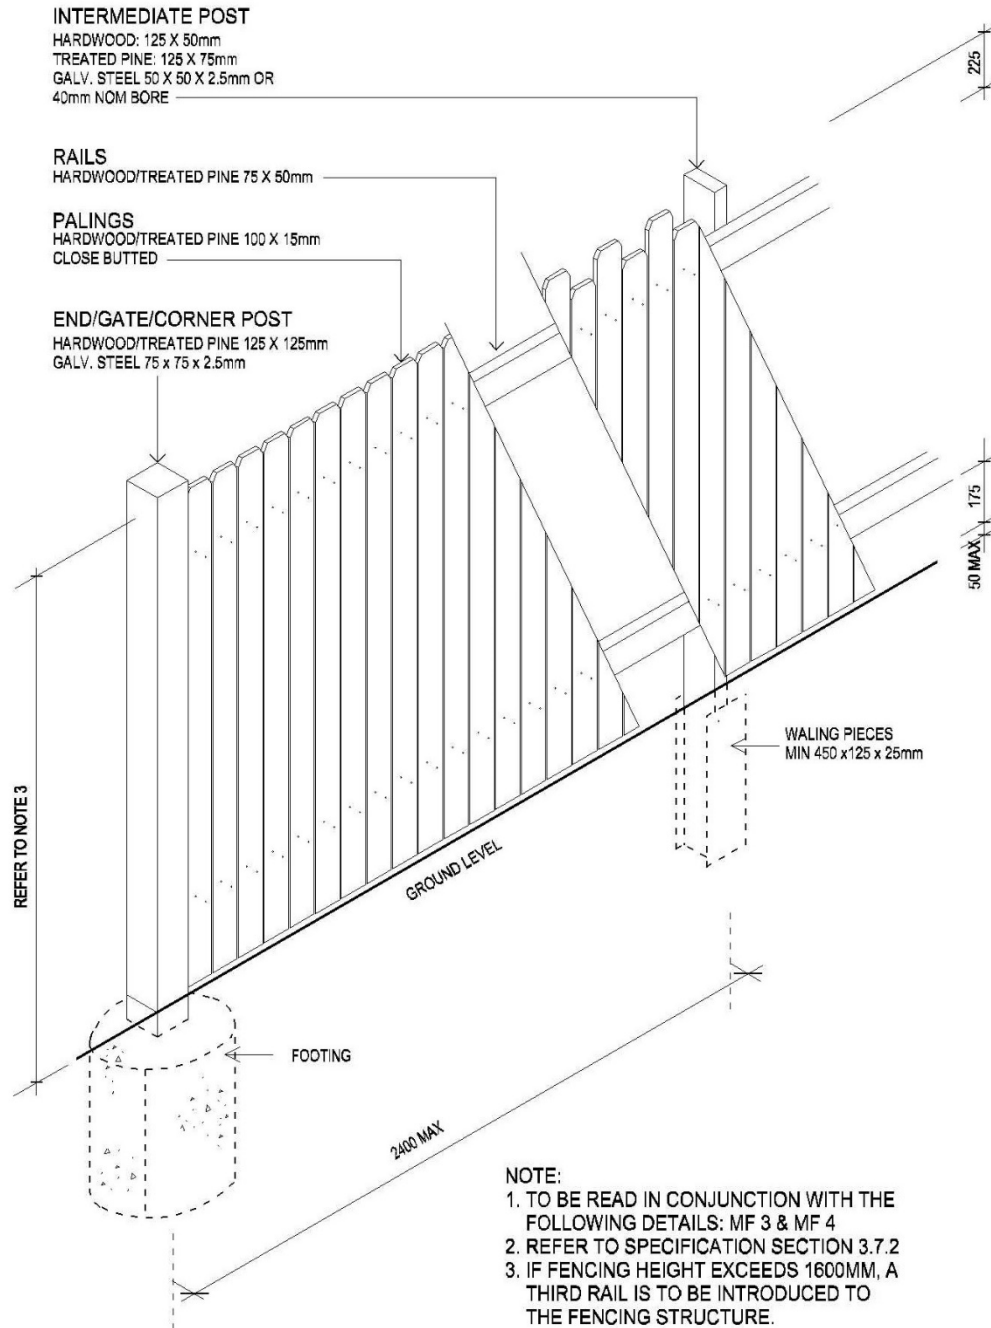 INTERMEDIATE POST
HARDWOOD: 125 X 50mm
TREATED PINE: 125 X 75mm
GALV. STEEL 50 X 50 X 2.5mm OR
40mm NOM BORE
RAILS
HARDWOOD/TREATED PINE 75 X 50mm
PALINGS
HARDWOOD/TREATED PINE 100 X 15mm
CLOSE BUTTED
END/GATE/CORNER POST
HARDWOOD/TREATED PINE 125 X 125mm
GALV. STEEL 75 x 75 x 2.5mm
225
175
50 MAX
WALING PIECES
MIN 450 x125 x 25mm
REFER TO NOTE 3
GROUND LEVEL
FOOTING
2400 MAX
NOTE:
1. TO BE READ IN CONJUNCTION WITH THE
FOLLOWING DETAILS: MF 3 & MF 4
2. REFER TO SPECIFICATION SECTION 3.7.2
3. IF FENCING HEIGHT EXCEEDS 1600MM, A
THIRD RAIL IS TO BE INTRODUCED TO
THE FENCING STRUCTURE.